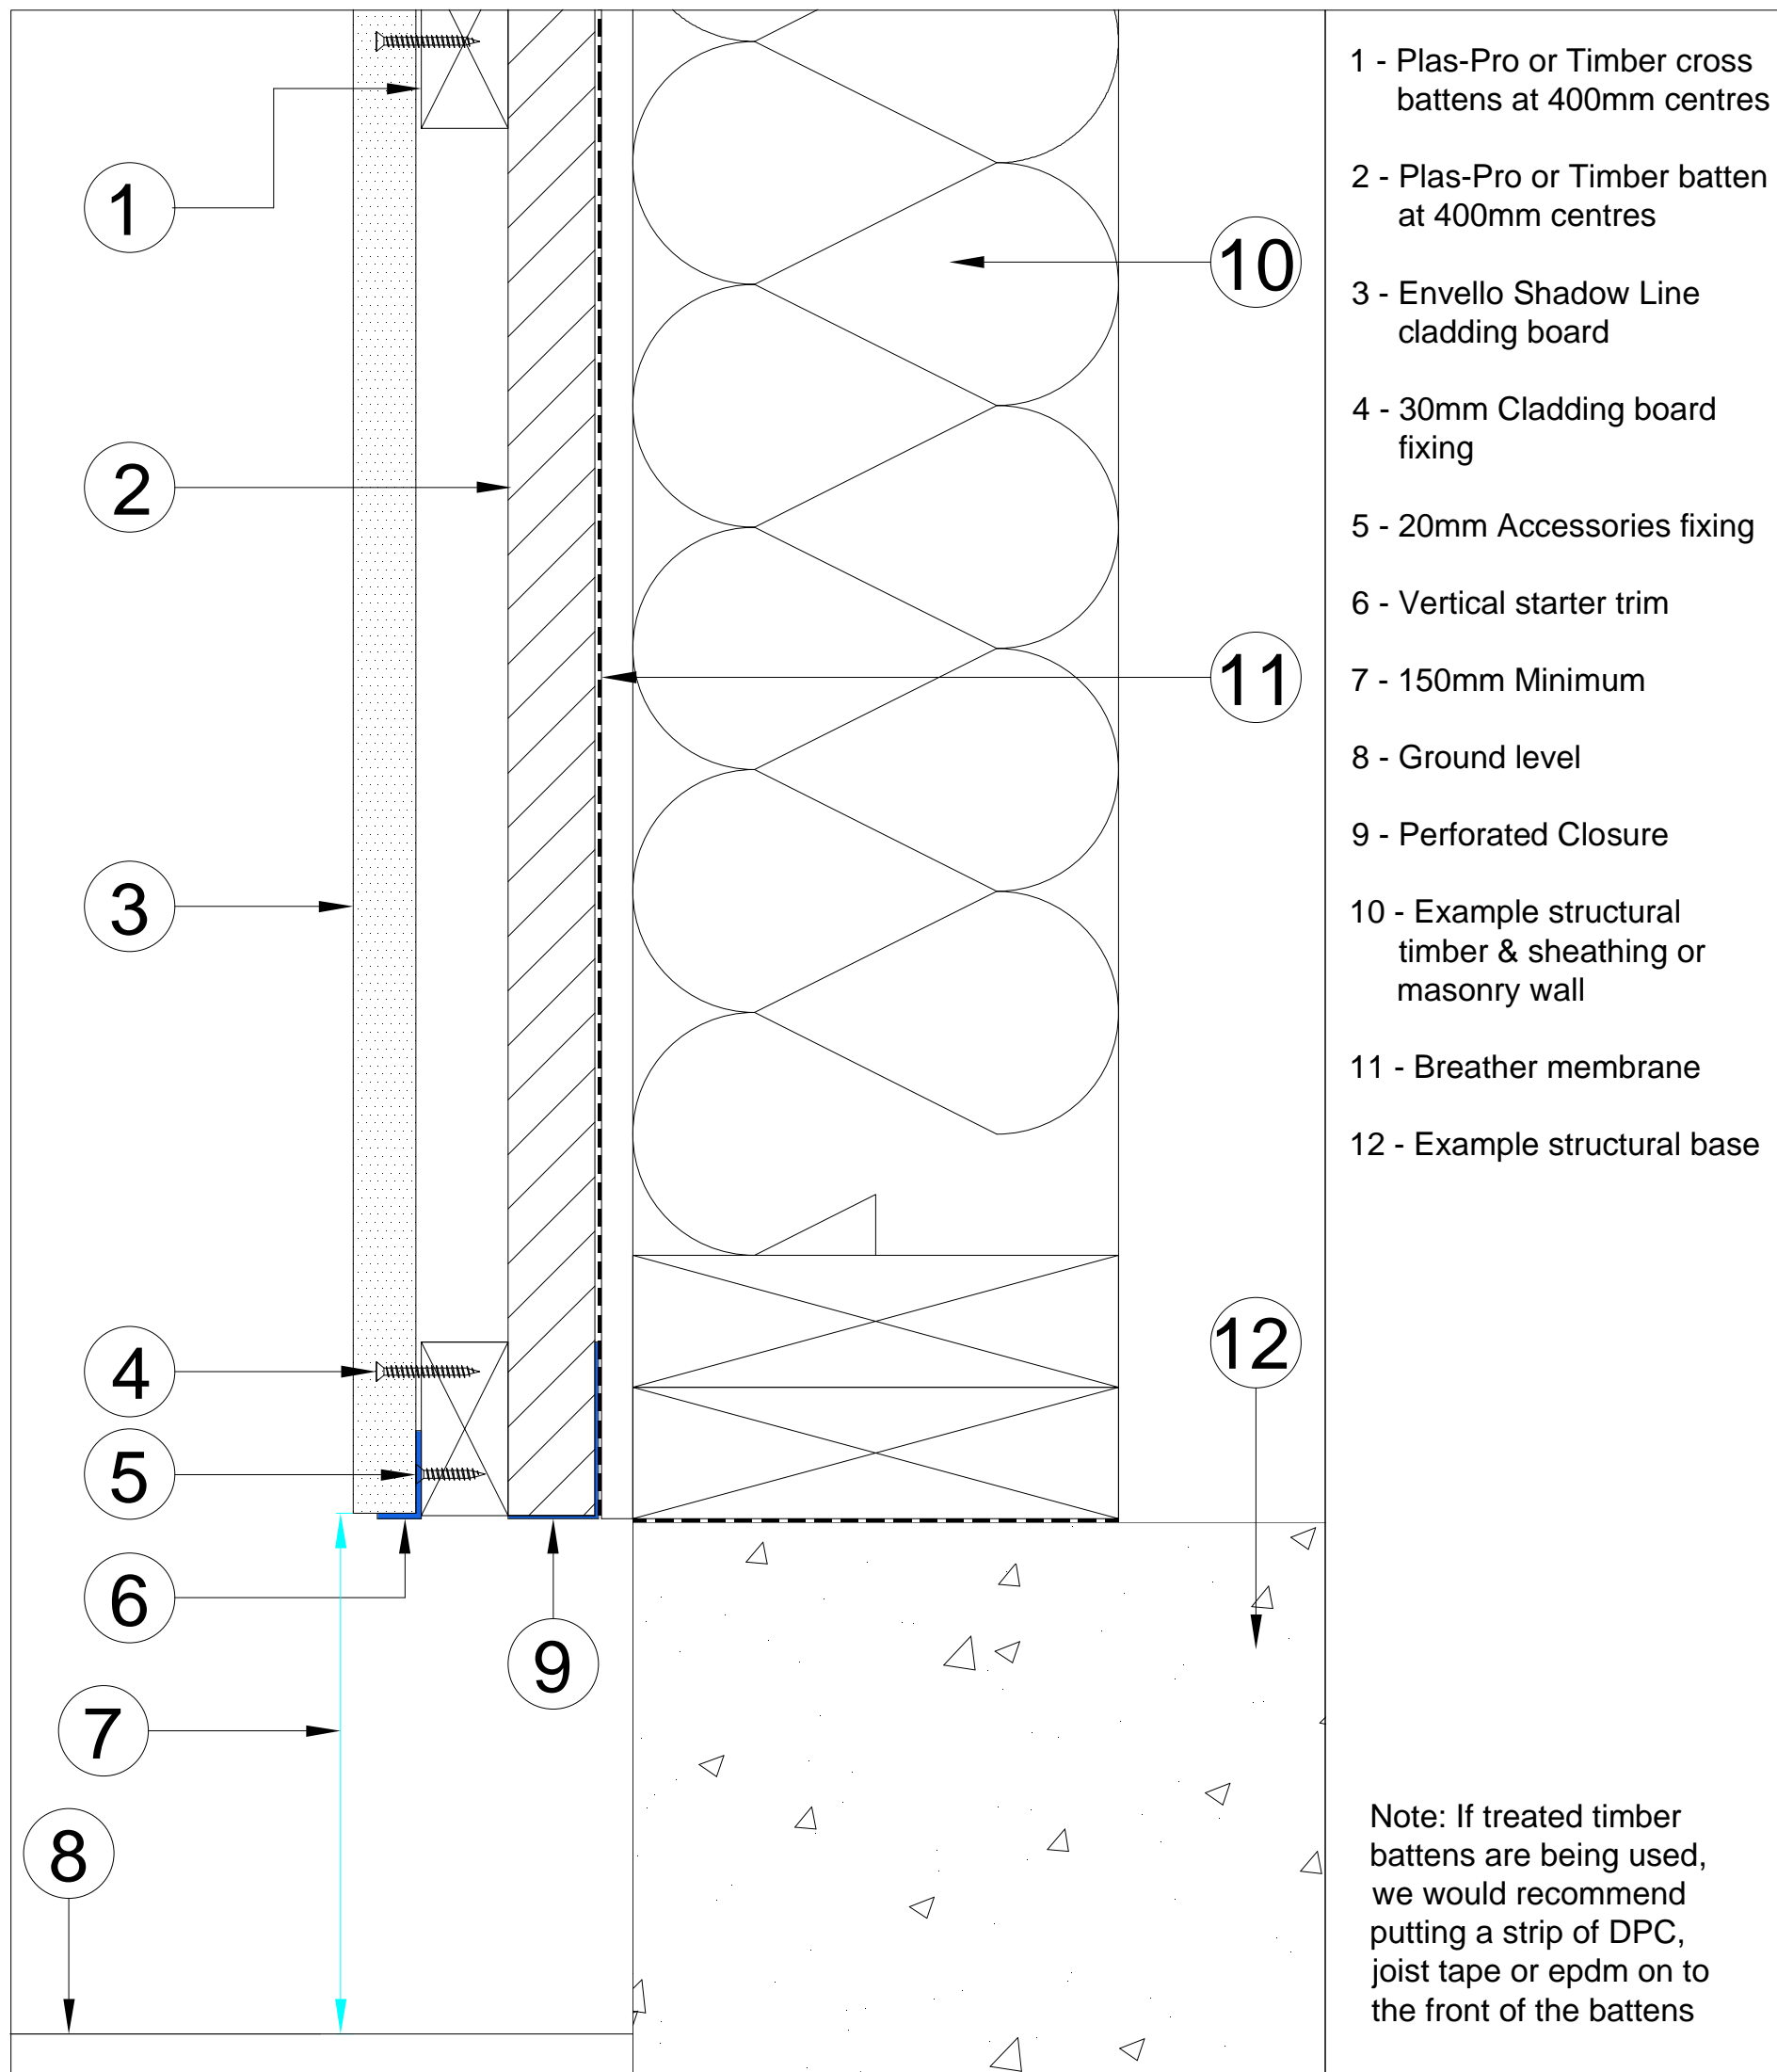 1 - Plas-Pro or Timber cross
battens at 400mm centres
2 - Plas-Pro or Timber batten
at 400mm centres
3 - Envello Shadow Line
cladding board
4 - 30mm Cladding board
fixing
5 - 20mm Accessories fixing
6 - Vertical starter trim
7 - 150mm Minimum
8 - Ground level
9 - Perforated Closure
10 - Example structural
timber & sheathing or
masonry wall
11 - Breather membrane
12 - Example structural base
1
10
2
11
3
12
4
5
6
9
7
8
Note: If treated timber
battens are being used,
we would recommend
putting a strip of DPC,
joist tape or epdm on to
the front of the battens